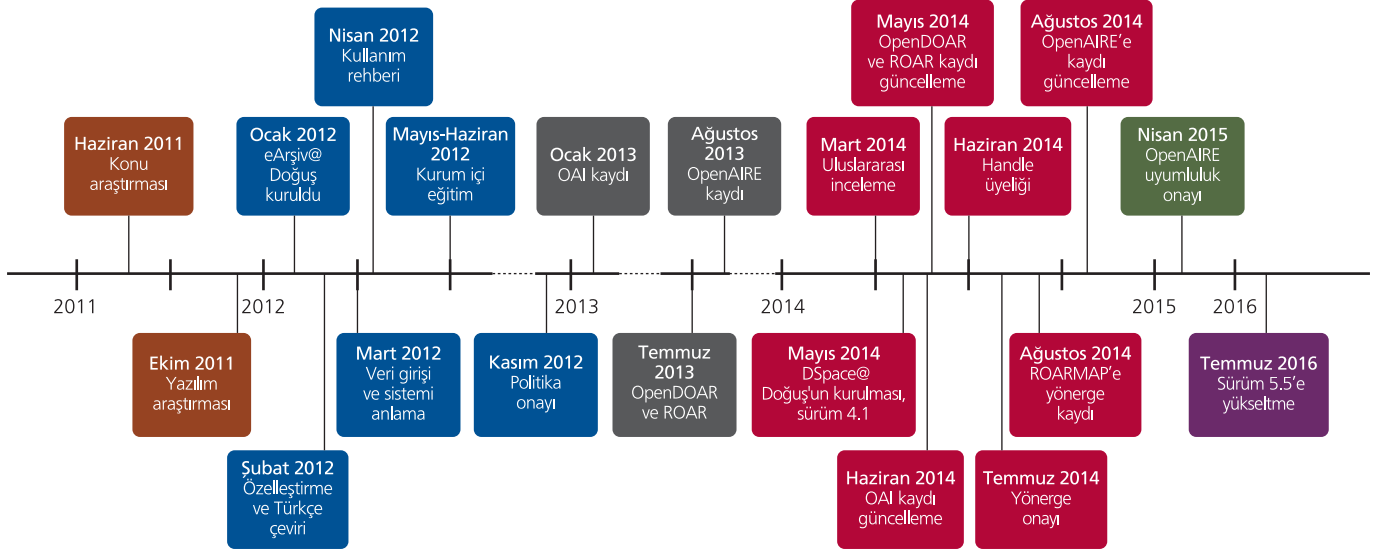 Nisan 2012
Kullanım
rehberi
Mayıs 2014
OpenDOAR
ve ROAR kaydı
güncelleme
Ağustos 2014
OpenAIRE’e
kaydı
güncelleme
Haziran 2011
Konu
araştırması
Ocak 2012
eArşiv@
Doğuş
kuruldu
Mayıs-Haziran
2012
Kurum içi
eğitim
Ocak 2013
OAI kaydı
Ağustos
2013
OpenAIRE
kaydı
Mart 2014
Uluslararası
inceleme
Haziran 2014
Handle
üyeliği
Nisan 2015
OpenAIRE
uyumluluk
onayı
2011
2012
2013
2014
2015
2016
Ekim 2011
Yazılım
araştırması
Mart 2012
Veri girişi
ve sistemi
anlama
Kasım 2012
Politika
onayı
Temmuz
2013
OpenDOAR
ve ROAR
Mayıs 2014
DSpace@
Doğuş'un kurulması,
sürüm 4.1
Ağustos 2014
ROARMAP’e
yönerge
kaydı
Temmuz 2016
Sürüm 5.5’e
yükseltme
Şubat 2012
Özelleştirme
ve Türkçe
çeviri
Haziran 2014
OAI kaydı
güncelleme
Temmuz 2014
Yönerge
onayı